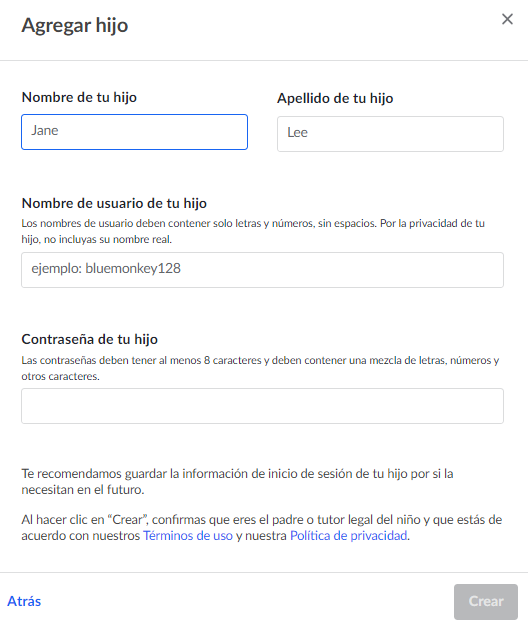 Agregar hijo
Nombre de tu hijo
Apellido de tu hijo
Jane
Lee
Nombre de usuario de tu hijo
Los nombres de usuario deben contener solo letras y números, sin espacios. Por la privacidad de tu
hijo, no incluyas su nombre real.
ejemplo: bluemonkey128
Contraseña de tu hijo
Las contraseñas deben tener al menos 8 caracteres y deben contener una mezcla de letras, números y
otros caracteres.
Te recomendamos guardar la información de inicio de sesión de tu hijo por si la
necesitan en el futuro.
Al hacer clic en “Crear”, confirmas que eres el padre o tutor legal del niño y que estás de
acuerdo con nuestros Términos de uso y nuestra Política de privacidad.
Atrás
Crear